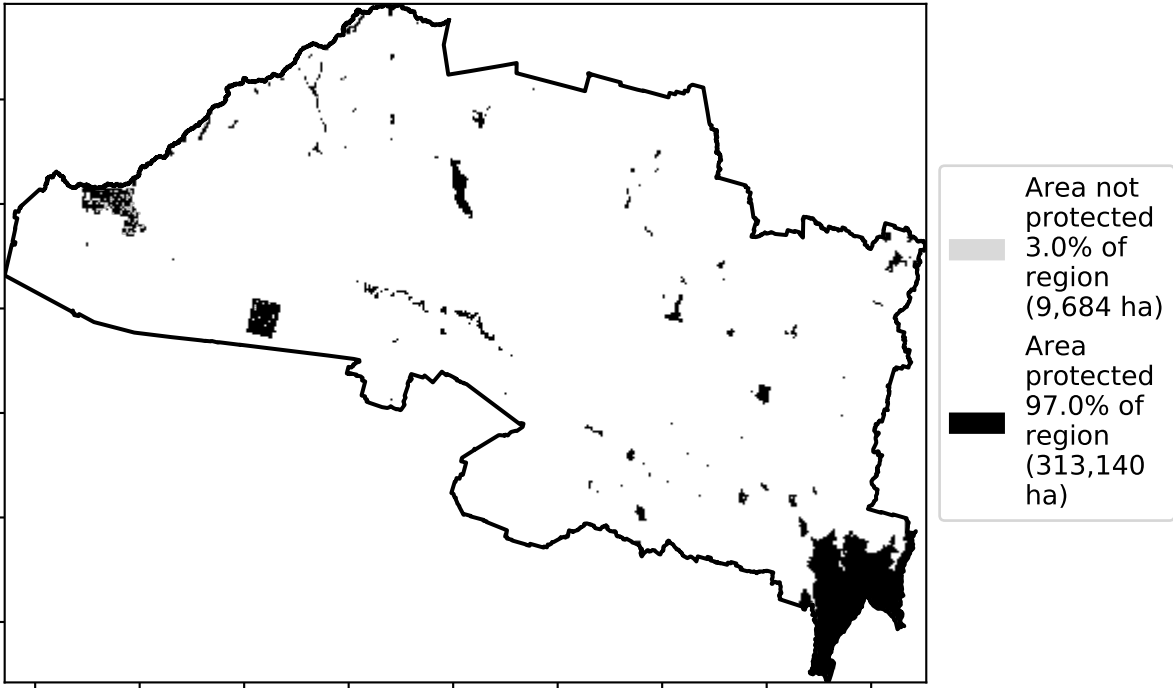 Area not
protected
3.0% of
region
(9,684 ha)
Area
protected
97.0% of
region
(313,140
ha)